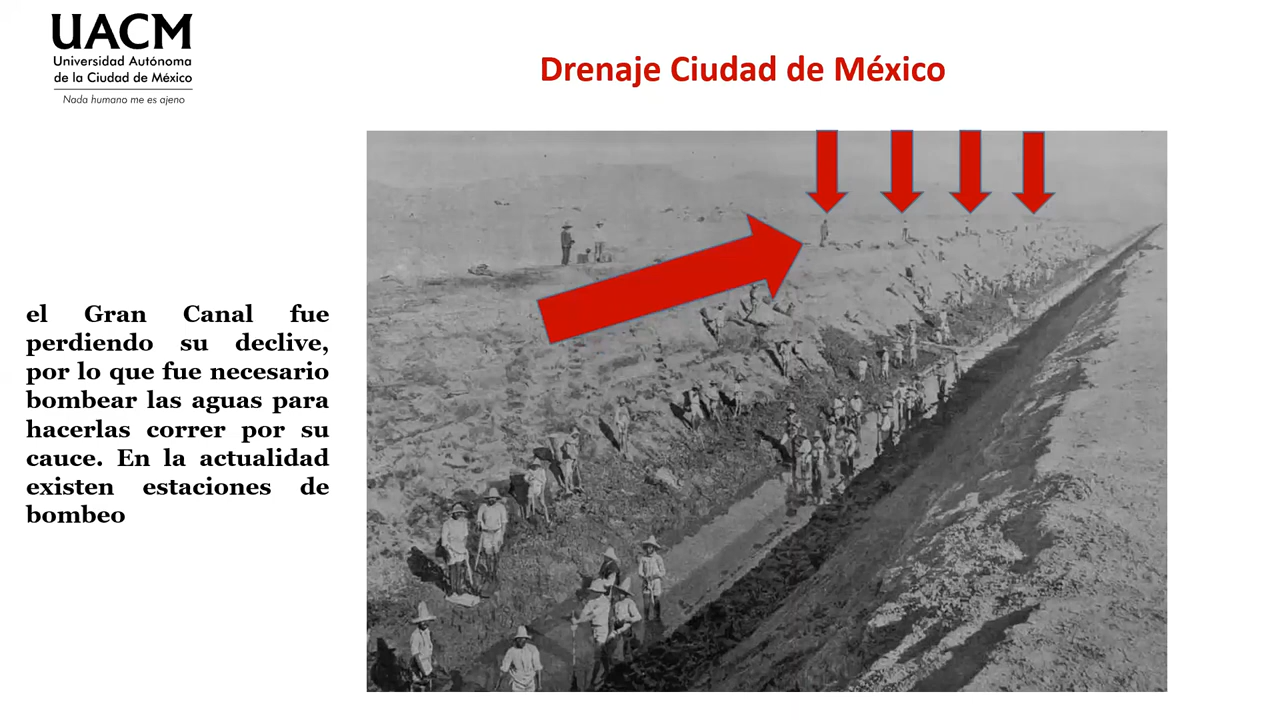 UACM
Universidad Autónoma
de la Ciudad de México
Nada humano me es ajeno
Drenaje Ciudad de México
el Gran Canal fue
perdiendo su declive,
por lo que fue necesario
bombear las aguas para
hacerlas correr por su
cauce. En la actualidad
existen estaciones de
bombeo